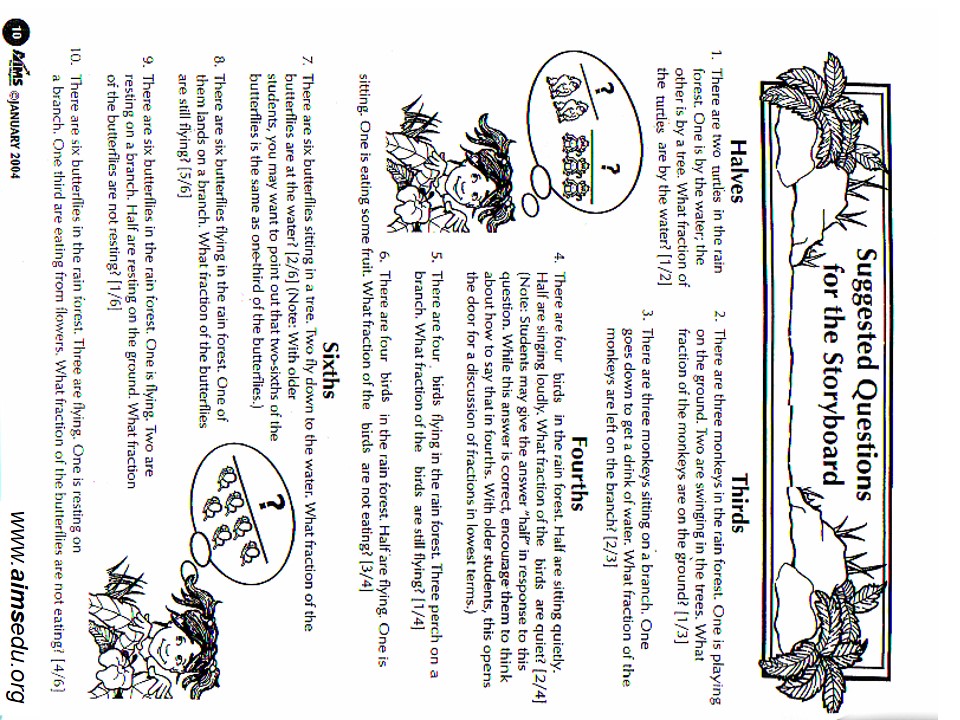 Suggested Questions
for the Storyboard
Halves
1. There are two turtles in the rain
forest. One is by the water; the
other is by a tree. What fraction of
the turtles are by the water? [1/2]
Thirds
2. There are three monkeys in the rain forest. One is playing
on the ground. Two are swinging in the trees. What
fraction of the monkeys are on the ground? [1/3]
3. There are three monkeys sitting on a branch. One
goes down to get a drink of water. What fraction of the
monkeys are left on the branch? [2/3]
? ?
Fourths
4. There are four birds in the rain forest. Half are sitting quietly.
Half are singing loudly. What fraction of the birds are quiet? [2/4]
(Note: Students may give the answer "half" in response to this
question. While this answer is correct, encourage them to think
about how to say that in fourths. With older students, this opens
the door for a discussion of fractions in lowest terms.)
5. There are four birds flying in the rain forest. Three perch on a
branch. What fraction of the birds are still flying? [1/4]
6. There are four birds in the rain forest. Half are flying. One is
sitting. One is eating some fruit. What fraction of the birds are not eating? [3/4]
Sixths
7. There are six butterflies sitting in a tree. Two fly down to the water. What fraction of the
butterflies are at the water? [2/6] (Note: With older
students, you may want to point out that two-sixths of the
butterflies is the same as one-third of the butterflies.)
?
8. There are six butterflies flying in the rain forest. One of
them lands on a branch. What fraction of the butterflies
are still flying? [5/6]
9. There are six butterflies in the rain forest. One is flying. Two are
resting on a branch. Half are resting on the ground. What fraction
of the butterflies are not resting? [1/6]
10. There are six butterflies in the rain forest. Three are flying. One is resting on
a branch. One third are eating from flowers. What fraction of the butterflies are not eating? [4/6]
10 AIMS ©JANUARY 2004
www.aimsedu.org